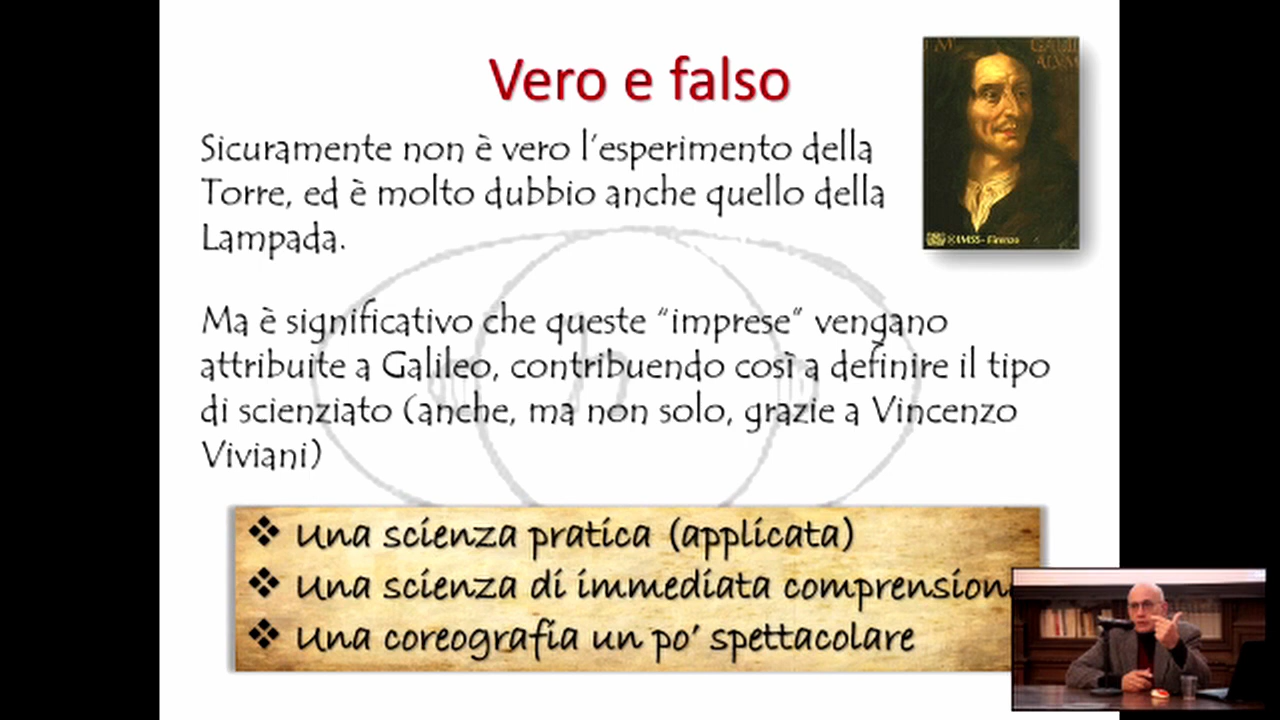 Vero e falso
Sicuramente non è vero l'esperimento della
Torre, ed è molto dubbio anche quello della
Lampada.
©IMSS- Firenze
Ma è significativo che queste "imprese" vengano
attribuite a Galileo, contribuendo così a definire il tipo
di scienziato (anche, ma non solo, grazie a Vincenzo
Viviani)
❖ Una scienza pratica (applicata)
❖ Una scienza di immediata comprension
❖ Una coreografia un po' spettacolare